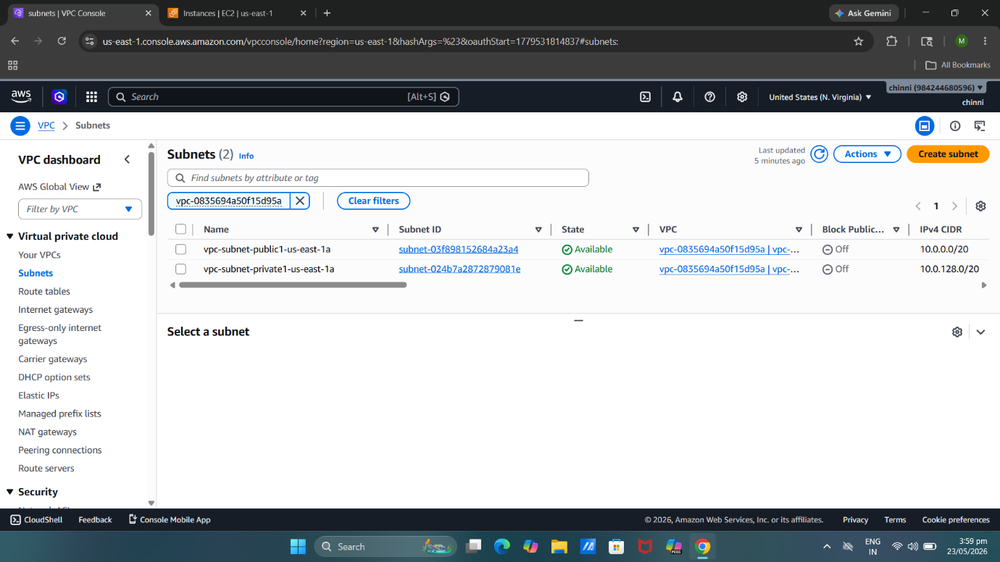 subnets | VPC Console
Instances | EC2 | us-east-1
Ask Gemini
us-east-1.console.aws.amazon.com/vpcconsole/home?region=us-east-1&hashArgs=%23&oauthStart=1779531814837#subnets:
M
All Bookmarks
aws
Search
[Alt+S]
United States (N. Virginia)
chinni (984244680596)
chinni
VPC
Subnets
VPC dashboard
AWS Global View
Filter by VPC
Virtual private cloud
Your VPCs
Subnets
Route tables
Internet gateways
Egress-only internet
gateways
Carrier gateways
DHCP option sets
Elastic IPs
Managed prefix lists
NAT gateways
Peering connections
Route servers
Security
Subnets (2) Info
Last updated
5 minutes ago
Actions
Create subnet
Find subnets by attribute or tag
vpc-0835694a50f15d95a
Clear filters
1
Name Subnet ID State VPC Block Public... IPv4 CIDR
vpc-subnet-public1-us-east-1a subnet-03f898152684a23a4 Available vpc-0835694a50f15d95a | vpc-... Off 10.0.0.0/20
vpc-subnet-private1-us-east-1a subnet-024b7a2872879081e Available vpc-0835694a50f15d95a | vpc-... Off 10.0.128.0/20
Select a subnet
CloudShell
Feedback
Console Mobile App
© 2026, Amazon Web Services, Inc. or its affiliates.
Privacy
Terms
Cookie preferences
Search
M365
ENG
IN
3:59 pm
23/05/2026